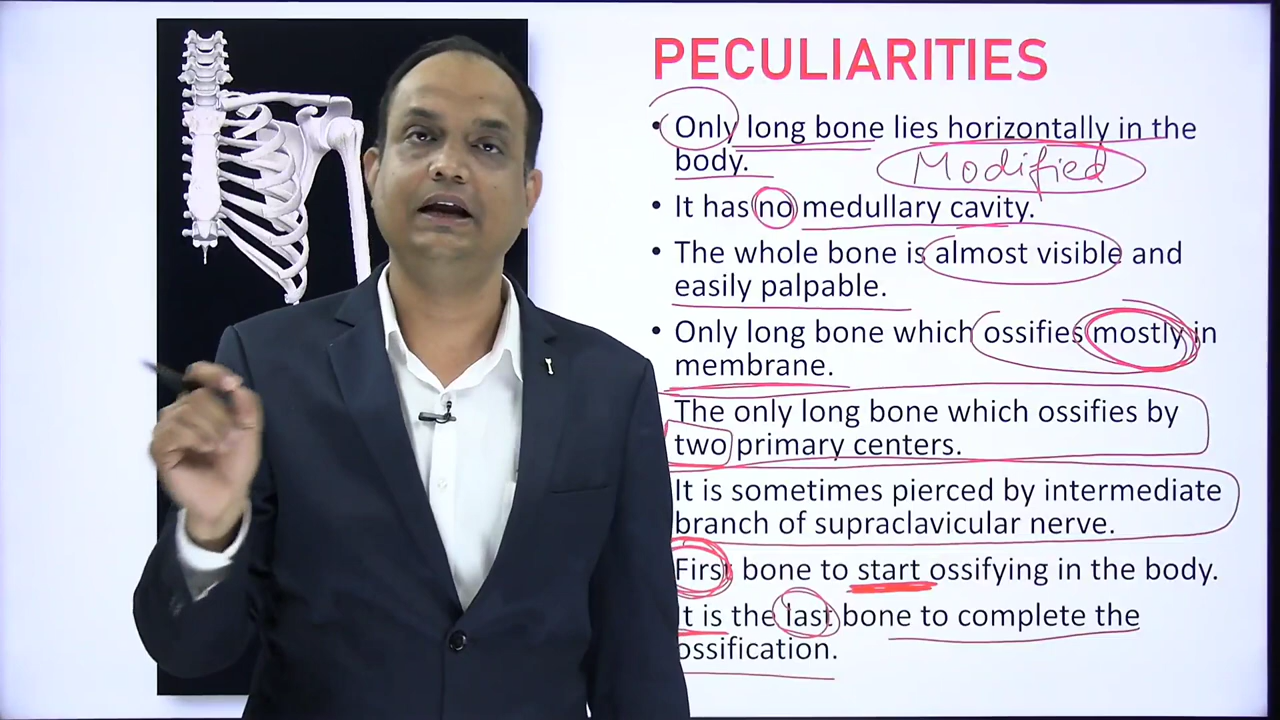 PECULIARITIES
• Only long bone lies horizontally in the
body.
Modified
• It has no medullary cavity.
• The whole bone is almost visible and
easily palpable.
• Only long bone which ossifies mostly in
membrane.
The only long bone which ossifies by
two primary centers.
It is sometimes pierced by intermediate
branch of supraclavicular nerve.
First bone to start ossifying in the body.
It is the last bone to complete the
ossification.